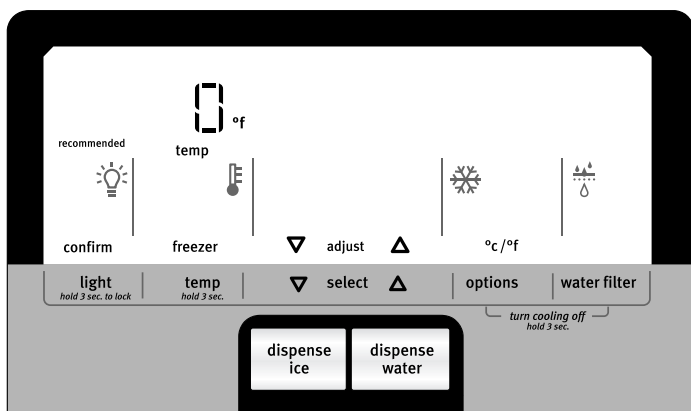 0 °f
recommended
temp
confirm freezer ▽ adjust △ °c/°f
light temp ▽ select △ options water filter
hold 3 sec. to lock hold 3 sec.
turn cooling off
hold 3 sec.
dispense ice
dispense water